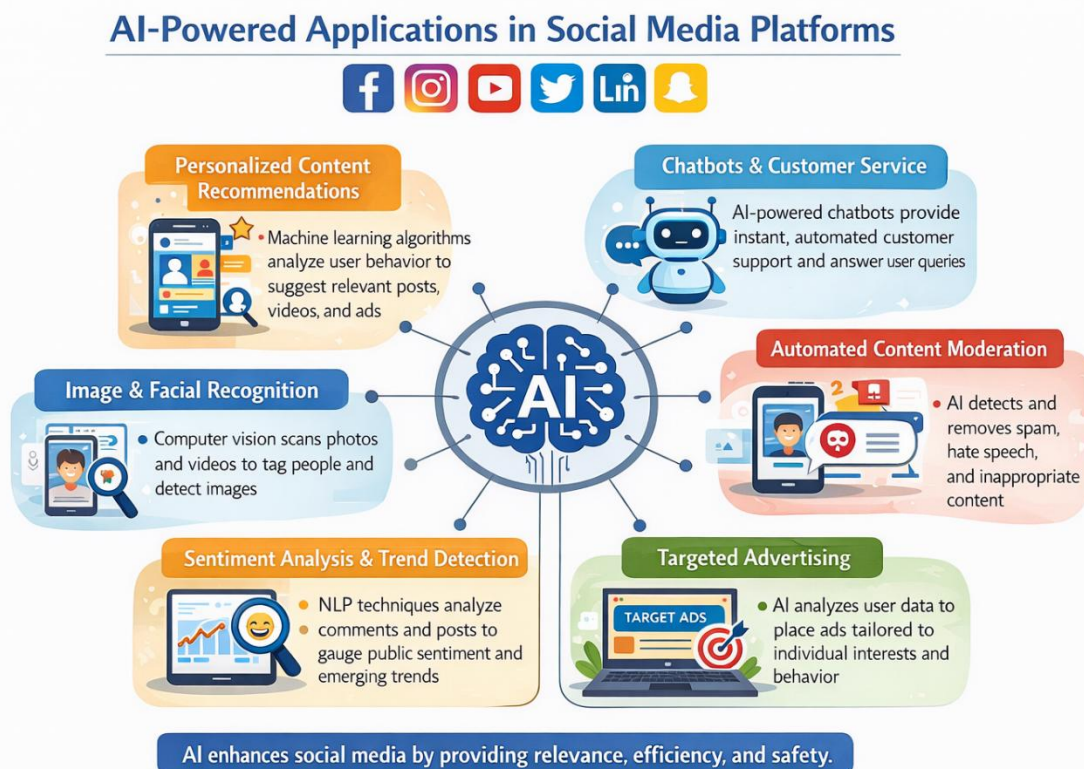 AI-Powered Applications in Social Media Platforms
f
Lin
Personalized Content
Recommendations
• Machine learning algorithms
analyze user behavior to
suggest relevant posts,
videos, and ads
Chatbots & Customer Service
AI-powered chatbots provide
instant, automated customer
support and answer user queries
Image & Facial Recognition
• Computer vision scans photos
and videos to tag people and
detect images
AI
Automated Content Moderation
2
• AI detects and
removes spam,
hate speech,
and inappropriate
content
Sentiment Analysis & Trend Detection
• NLP techniques analyze
• comments and posts to
gauge public sentiment and
emerging trends
Targeted Advertising
TARGET ADS
• AI analyzes user data to
place ads tailored to
individual interests and
behavior
AI enhances social media by providing relevance, efficiency, and safety.